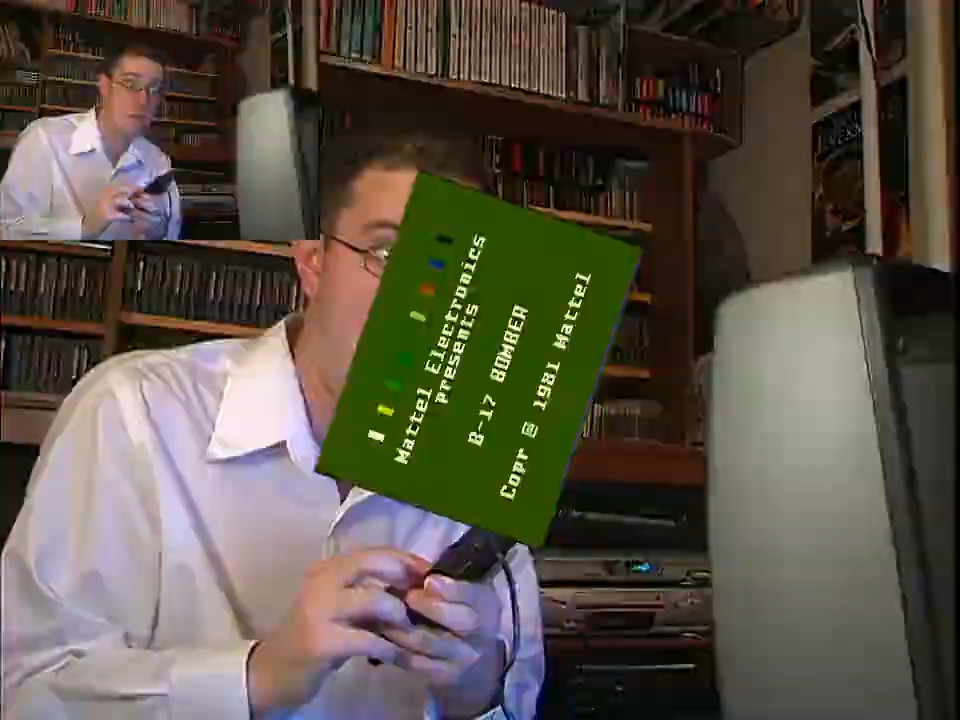 Mattel Electronics
presents
B-17 BOMBER
Copr @ 1981 Mattel